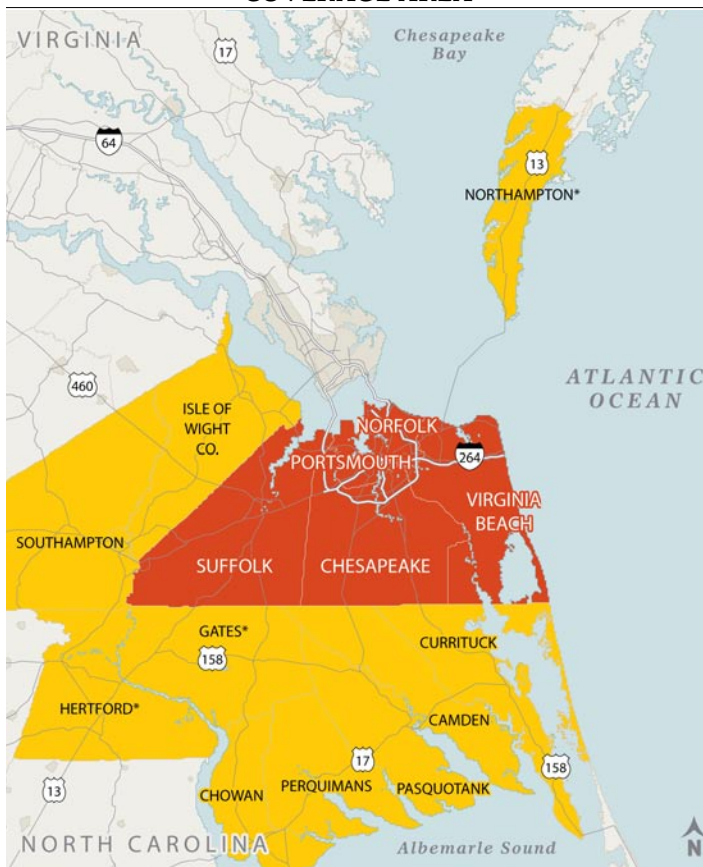 VIRGINIA
17
Chesapeake
Bay
64
13
NORTHAMPTON*
460
ATLANTIC
OCEAN
ISLE OF
WIGHT
CO.
NORFOLK
PORTSMOUTH
264
VIRGINIA
BEACH
SOUTHAMPTON
SUFFOLK
CHESAPEAKE
GATES*
158
CURRITUCK
HERTFORD*
CAMDEN
17
13
CHOWAN
PERQUIMANS
PASQUOTANK
158
NORTH CAROLINA
Albemarle Sound
N